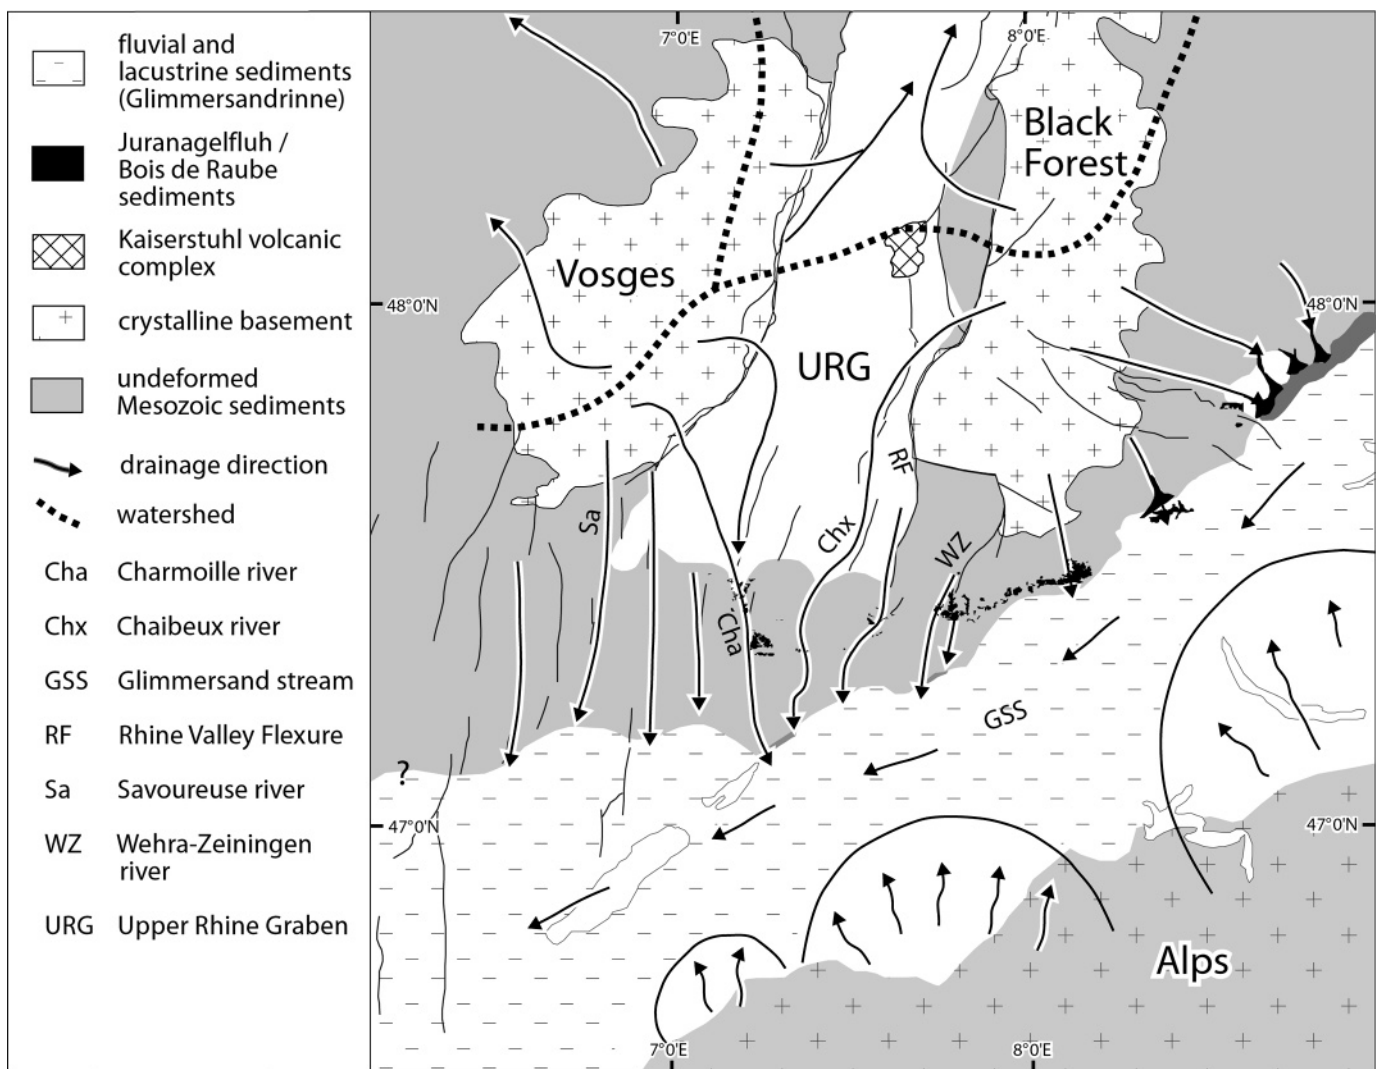 fluvial and
lacustrine sediments
(Glimmersandrinne)
Juranagelfluh /
Bois de Raube
sediments
Kaiserstuhl volcanic
complex
crystalline basement
undeformed
Mesozoic sediments
drainage direction
watershed
Cha Charmoille river
Chx Chaibeux river
GSS Glimmersand stream
RF Rhine Valley Flexure
Sa Savoureuse river
WZ Wehra-Zeiningen
river
URG Upper Rhine Graben
7°0'E
8°0'E
Black
Forest
Vosges
48°0'N
48°0'N
URG
RF
Sa
Chx
WZ
Cha
GSS
?
47°0'N
47°0'N
Alps
7°0'E
8°0'E